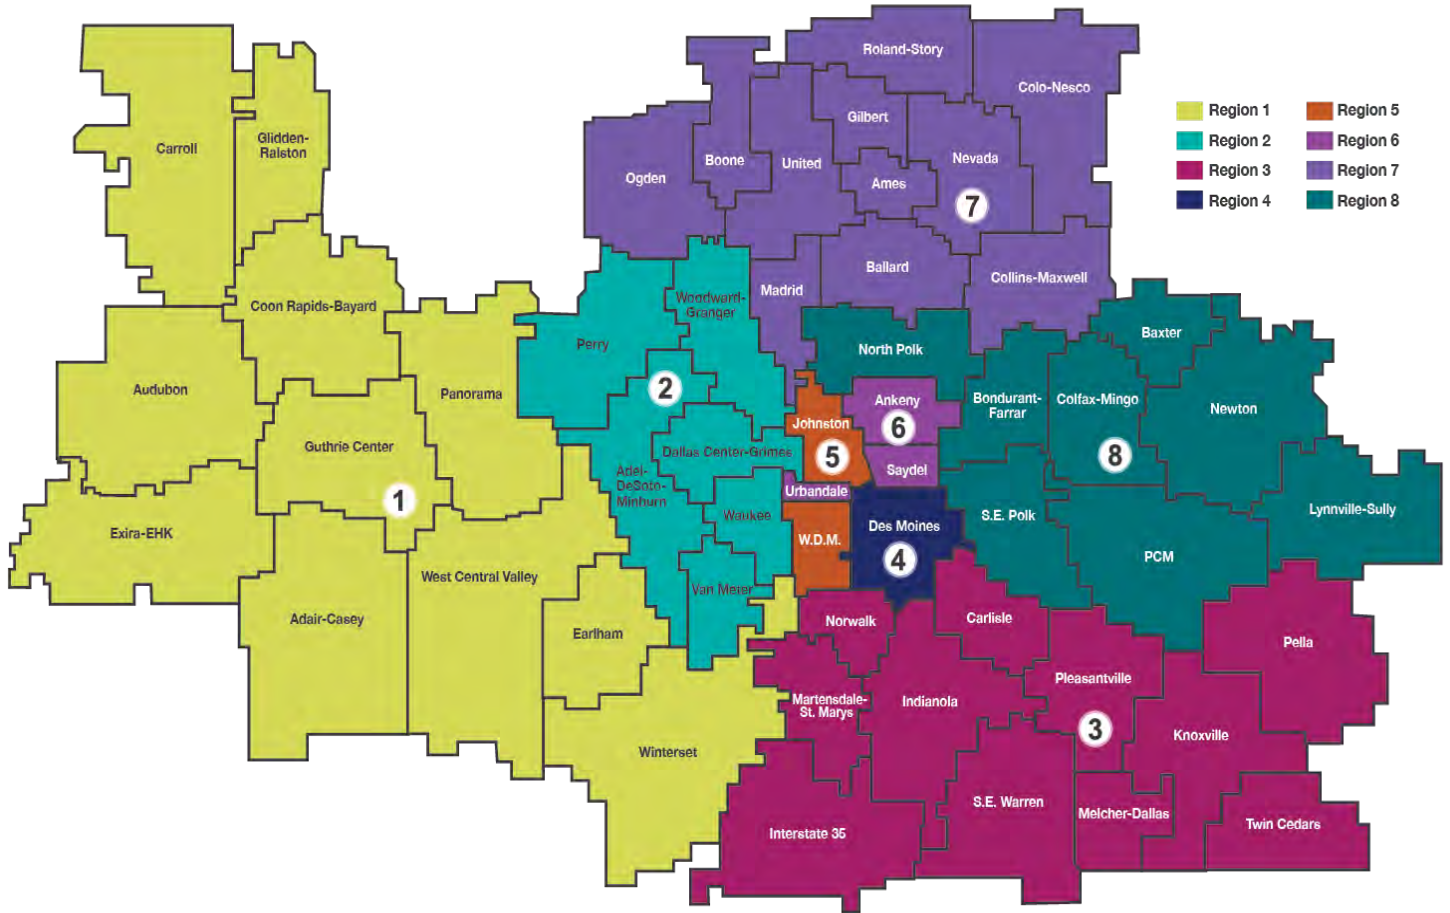 Roland-Story
Colo-Nesco
Region 1
Region 5
Region 2
Region 6
Region 3
Region 7
Region 4
Region 8
Carroll
Glidden-
Ralston
Gilbert
Ogden
Boone
United
Ames
Nevada
7
Ballard
Collins-Maxwell
Madrid
Coon Rapids-Bayard
Woodward-
Granger
Perry
North Polk
Baxter
Audubon
Panorama
2
Ankeny
6
Bondurant-
Farrar
Colfax-Mingo
Newton
Guthrie Center
Johnston
5
Dallas Center-Grimes
8
Saydel
Adel-
DeSoto-
Minburn
Urbandale
1
Waukee
Exira-EHK
W.D.M.
Des Moines
4
S.E. Polk
Lynnville-Sully
PCM
West Central Valley
Van Meter
Adair-Casey
Earlham
Norwalk
Carlisle
Pella
Pleasantville
Martensdale-
St. Marys
Indianola
3
Knoxville
Winterset
S.E. Warren
Melcher-Dallas
Interstate 35
Twin Cedars